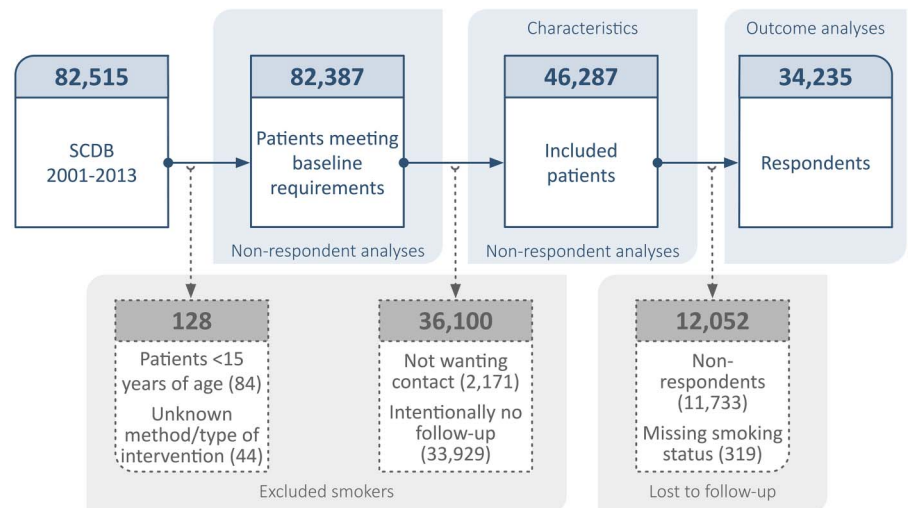 Characteristics
Outcome analyses
82,515
SCDB
2001-2013
82,387
Patients meeting
baseline
requirements
46,287
Included
patients
34,235
Respondents
Non-respondent analyses
Non-respondent analyses
128
Patients <15
years of age (84)
Unknown
method/type of
intervention (44)
36,100
Not wanting
contact (2,171)
Intentionally no
follow-up
(33,929)
12,052
Non-
respondents
(11,733)
Missing smoking
status (319)
Excluded smokers
Lost to follow-up